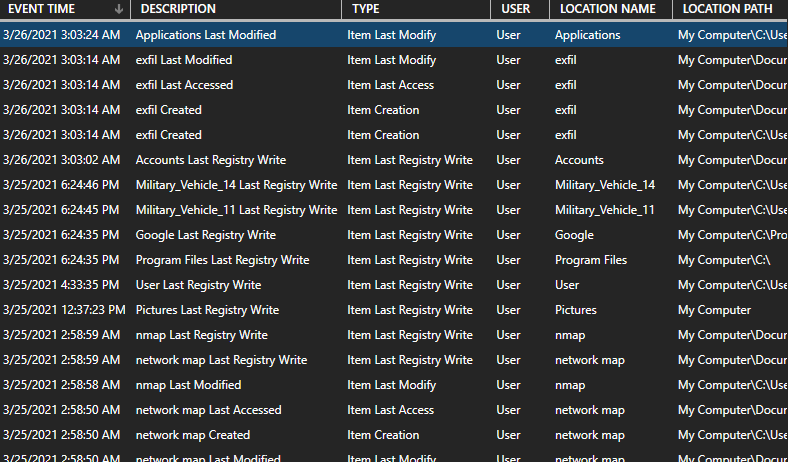 EVENT TIME DESCRIPTION TYPE USER LOCATION NAME LOCATION PATH
3/26/2021 3:03:24 AM Applications Last Modified Item Last Modify User Applications My Computer\C:\Use
3/26/2021 3:03:14 AM exfil Last Modified Item Last Modify User exfil My Computer\Docum
3/26/2021 3:03:14 AM exfil Last Accessed Item Last Access User exfil My Computer\Docum
3/26/2021 3:03:14 AM exfil Created Item Creation User exfil My Computer\Docum
3/26/2021 3:03:14 AM exfil Created Item Creation User exfil My Computer\C:\Use
3/26/2021 3:03:02 AM Accounts Last Registry Write Item Last Registry Write User Accounts My Computer\Docum
3/25/2021 6:24:46 PM Military_Vehicle_14 Last Registry Write Item Last Registry Write User Military_Vehicle_14 My Computer\C:\Use
3/25/2021 6:24:45 PM Military_Vehicle_11 Last Registry Write Item Last Registry Write User Military_Vehicle_11 My Computer\C:\Use
3/25/2021 6:24:35 PM Google Last Registry Write Item Last Registry Write User Google My Computer\C:\Pro
3/25/2021 6:24:35 PM Program Files Last Registry Write Item Last Registry Write User Program Files My Computer\C:\
3/25/2021 4:33:35 PM User Last Registry Write Item Last Registry Write User User My Computer\C:\Use
3/25/2021 12:37:23 PM Pictures Last Registry Write Item Last Registry Write User Pictures My Computer
3/25/2021 2:58:59 AM nmap Last Registry Write Item Last Registry Write User nmap My Computer\Docum
3/25/2021 2:58:59 AM network map Last Registry Write Item Last Registry Write User network map My Computer\Docum
3/25/2021 2:58:58 AM nmap Last Modified Item Last Modify User nmap My Computer\C:\Use
3/25/2021 2:58:50 AM network map Last Accessed Item Last Access User network map My Computer\Docum
3/25/2021 2:58:50 AM network map Created Item Creation User network map My Computer\C:\Use
3/25/2021 2:58:50 AM network map Last Modified Item Last Modify User network map My Computer\Docum